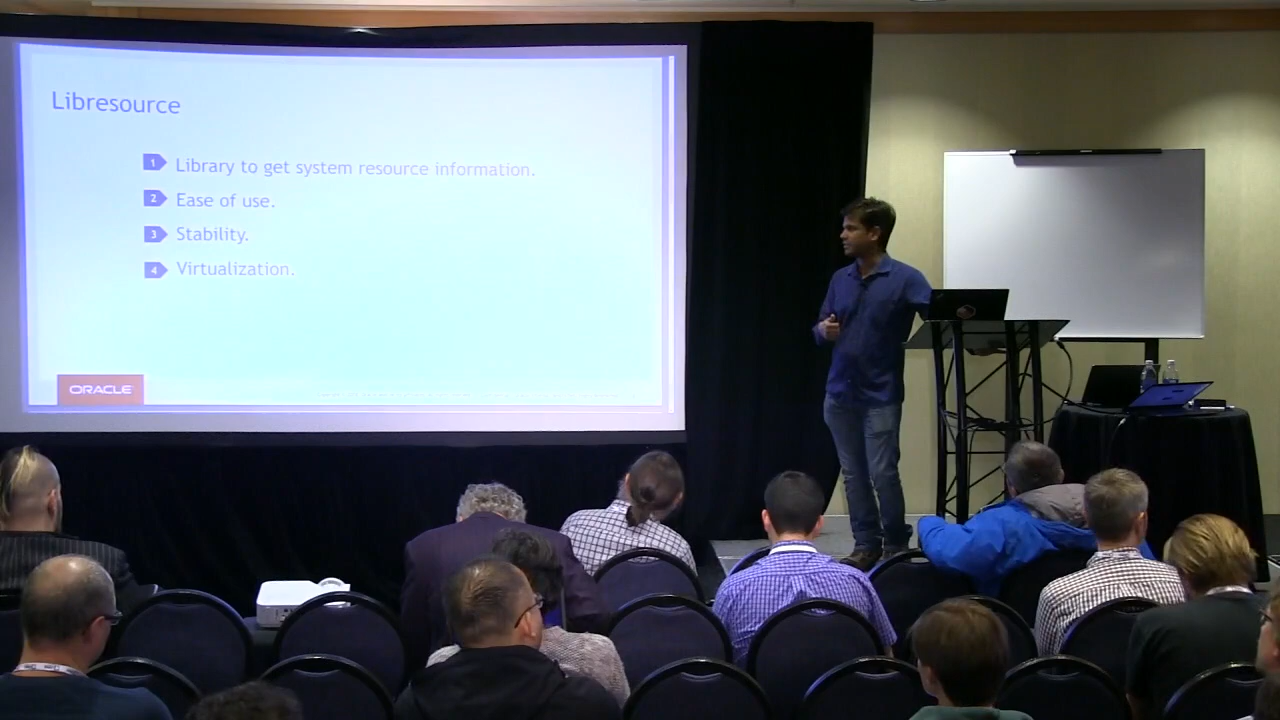 Libresource
1 Library to get system resource information.
2 Ease of use.
3 Stability.
4 Virtualization.
ORACLE